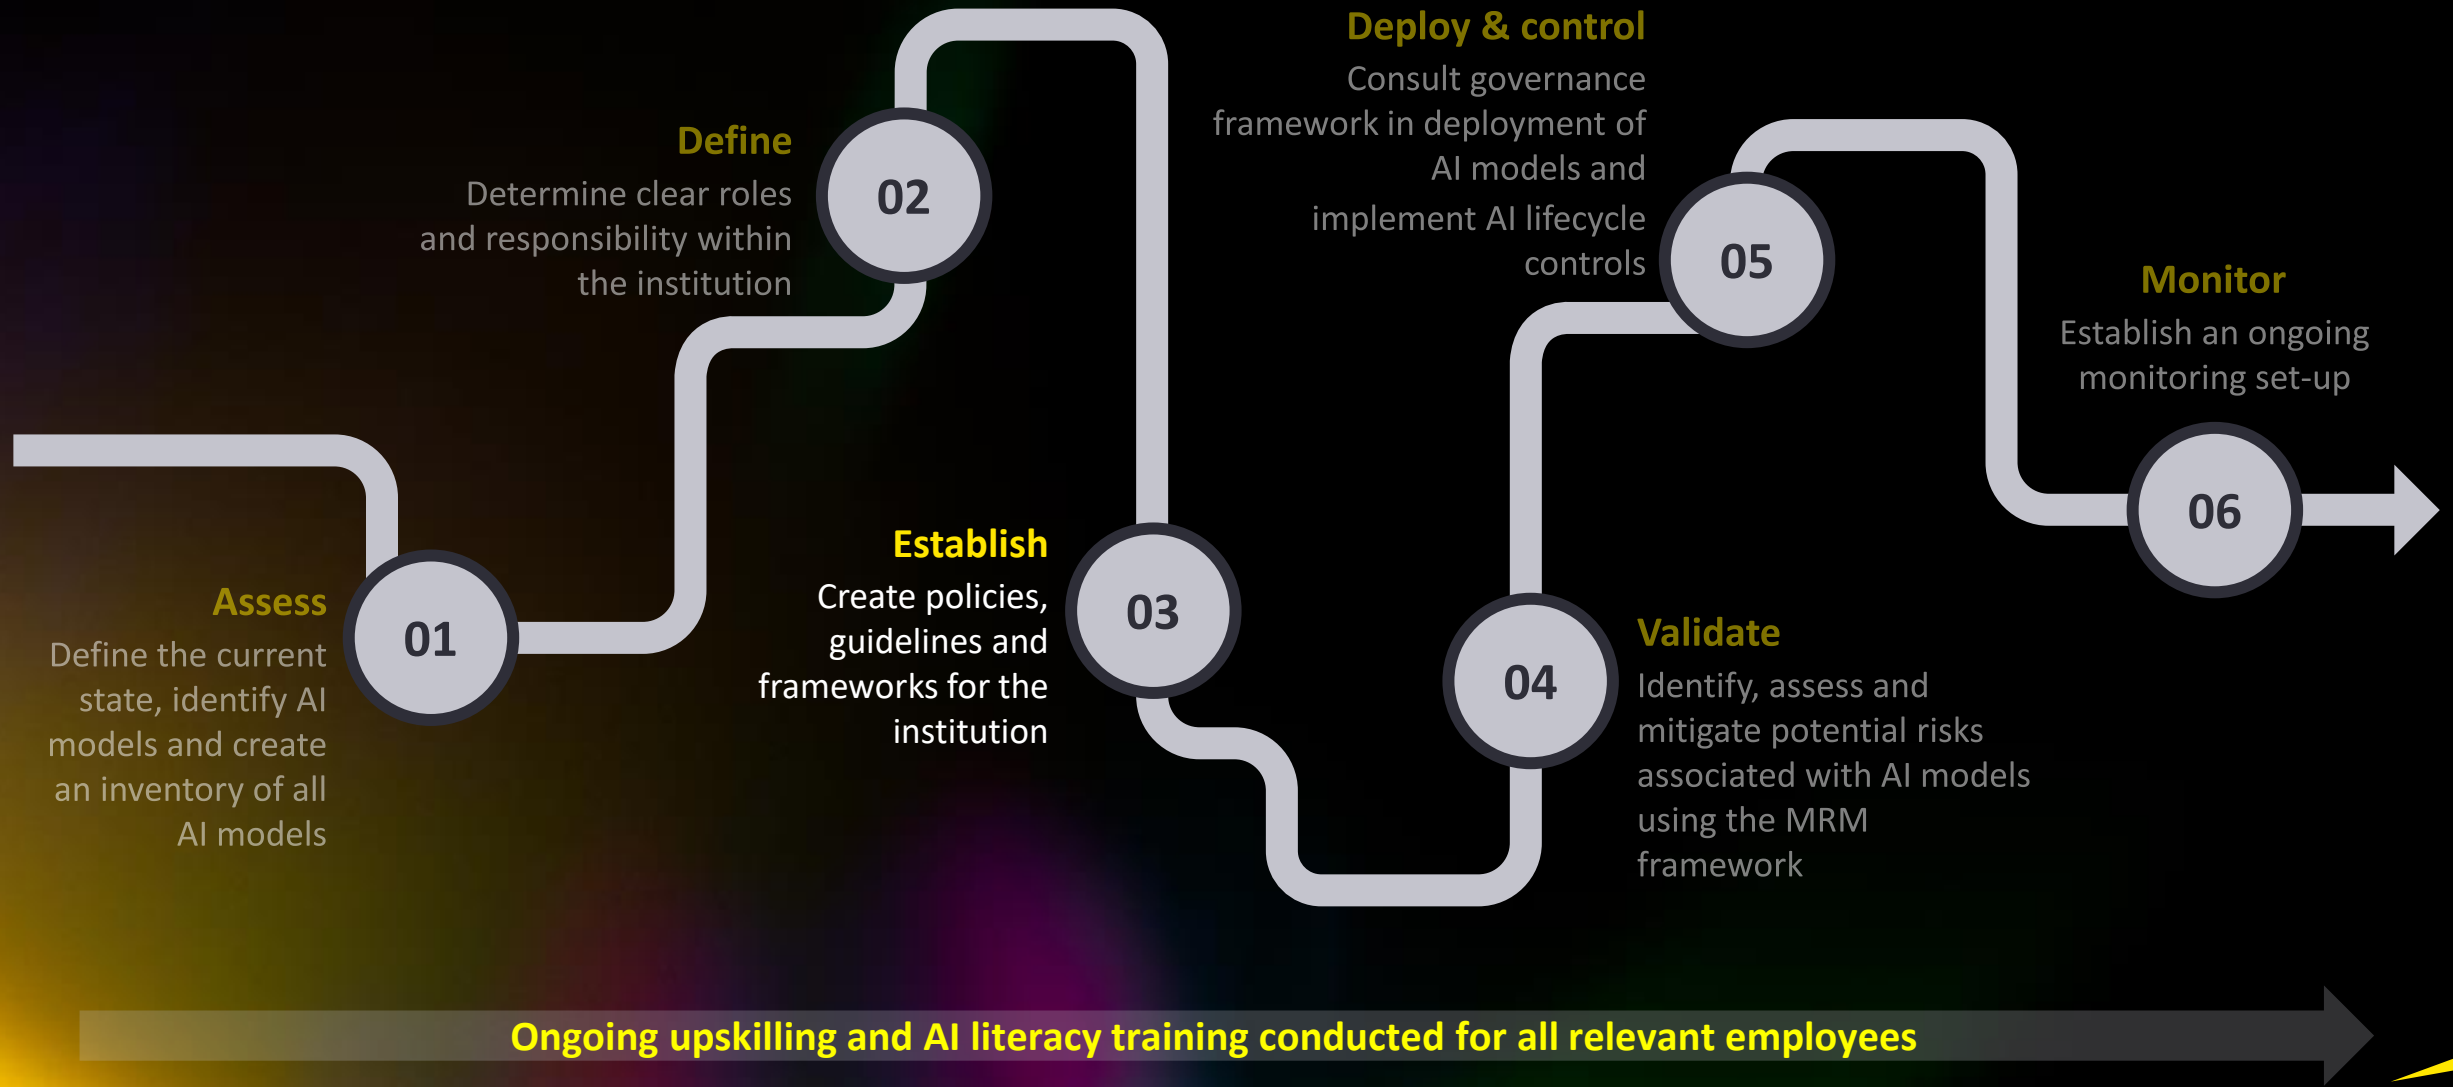 Assess
Define the current
state, identify AI
models and create
an inventory of all
AI models
01
Define
Determine clear roles
and responsibility within
the institution
02
Establish
Create policies,
guidelines and
frameworks for the
institution
03
04
Validate
Identify, assess and
mitigate potential risks
associated with AI models
using the MRM
framework
Deploy & control
Consult governance
framework in deployment of
AI models and
implement AI lifecycle
controls
05
Monitor
Establish an ongoing
monitoring set-up
06
Ongoing upskilling and AI literacy training conducted for all relevant employees